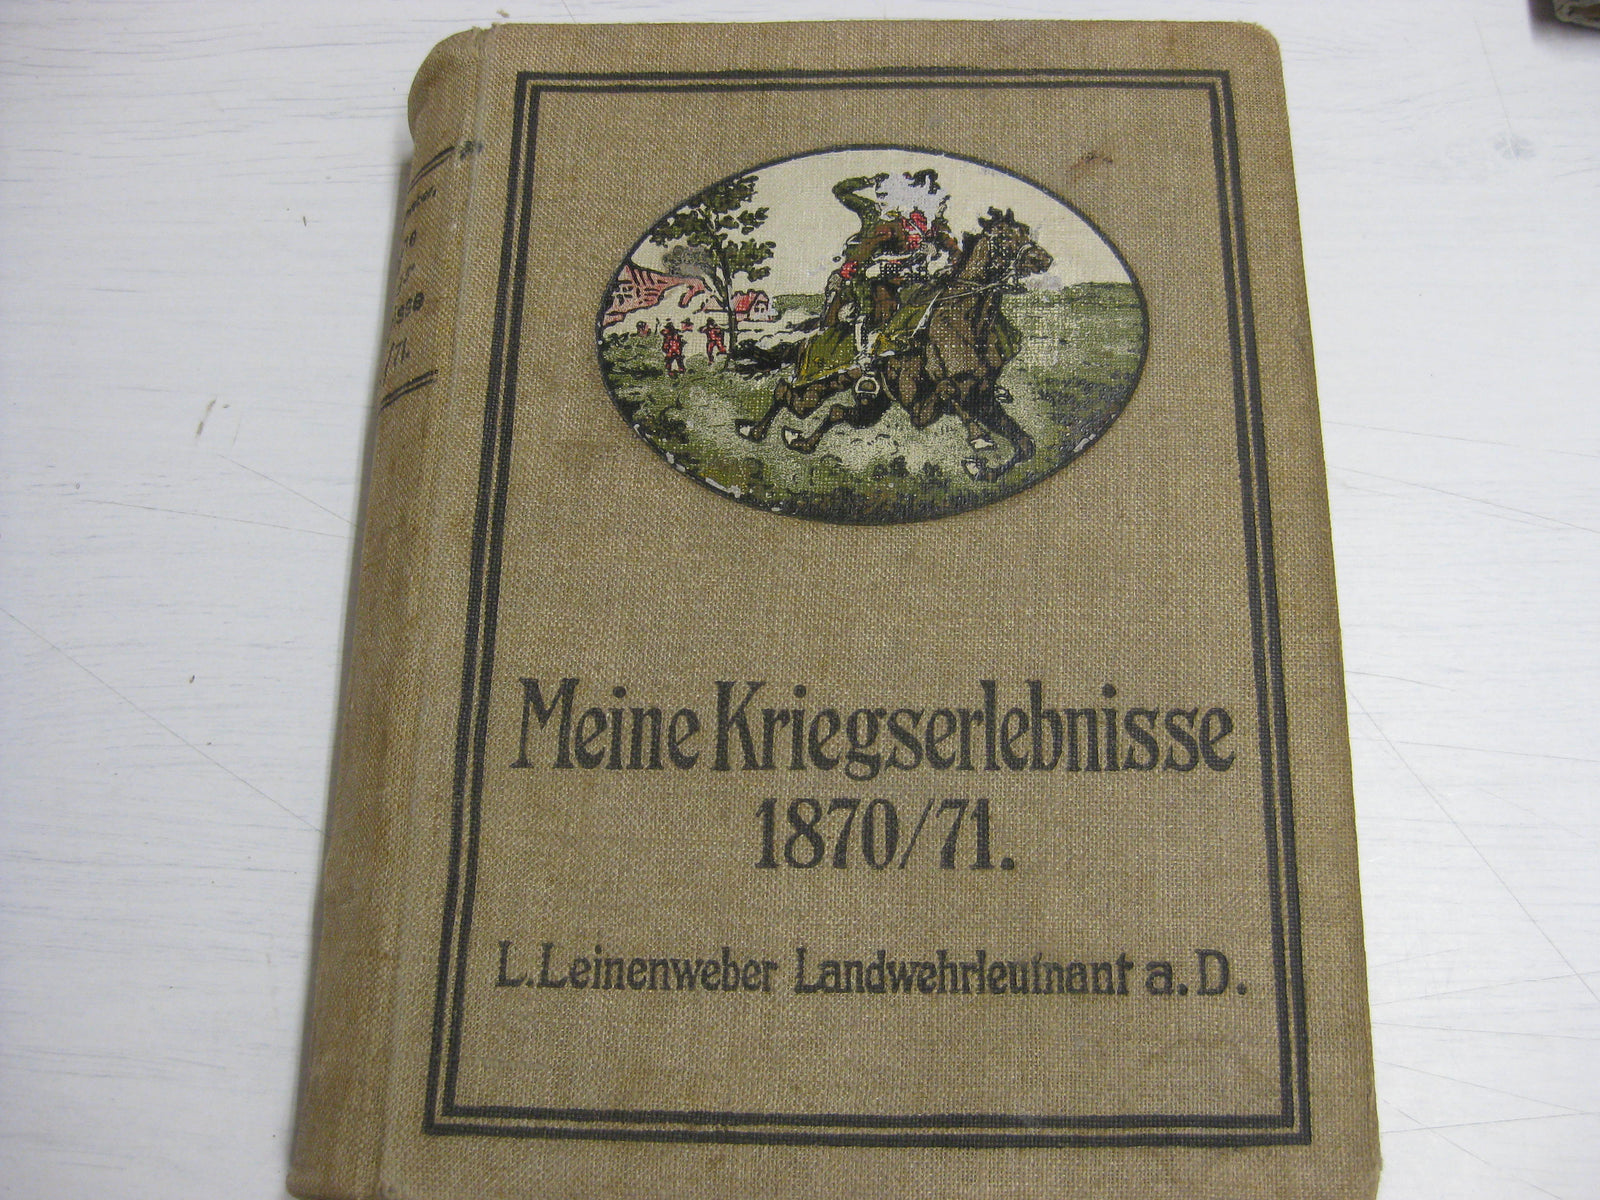 Meine Kriegserlebnisse
1870/71.
L. Leinenweber Landwehrleutnant a. D.